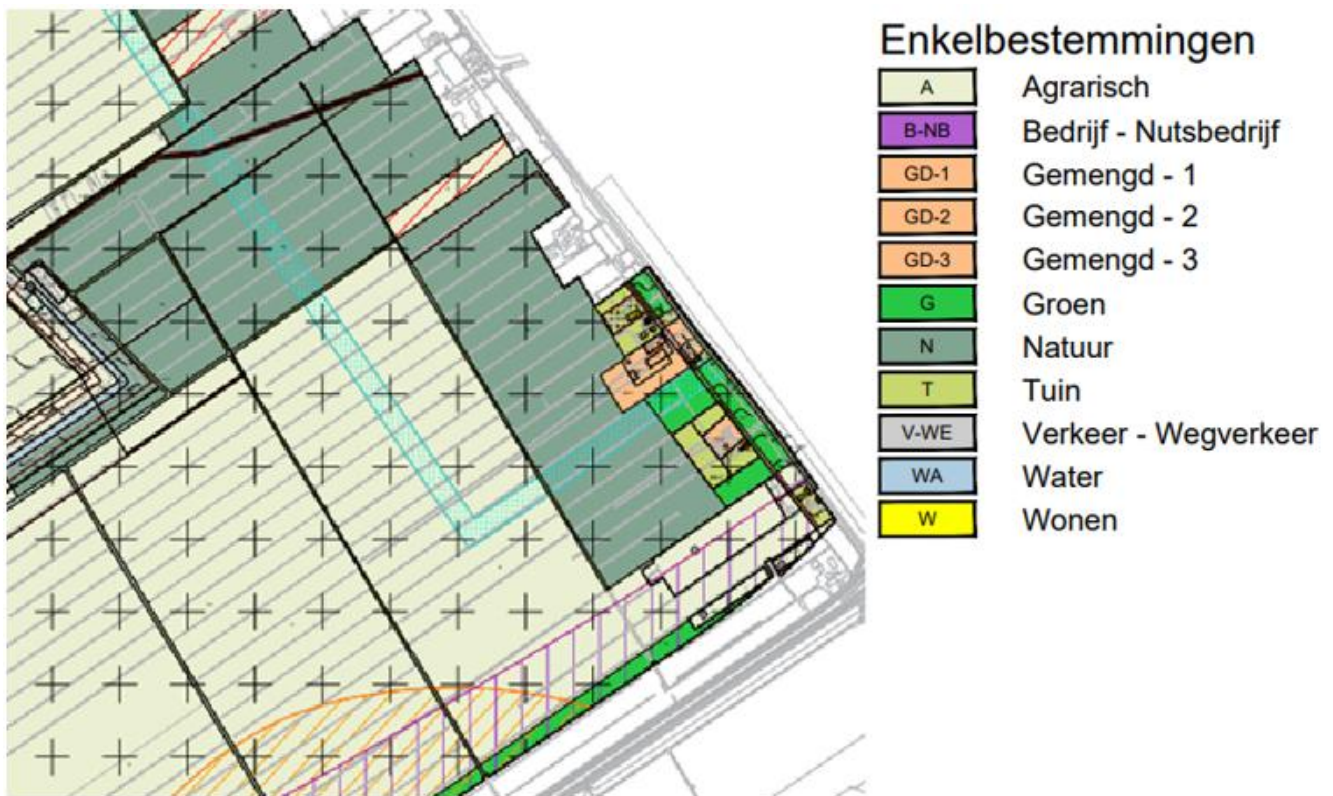 Enkelbestemmingen
A Agrarisch
B-NB Bedrijf - Nutsbedrijf
GD-1 Gemengd - 1
GD-2 Gemengd - 2
GD-3 Gemengd - 3
G Groen
N Natuur
T Tuin
V-WE Verkeer - Wegverkeer
WA Water
W Wonen